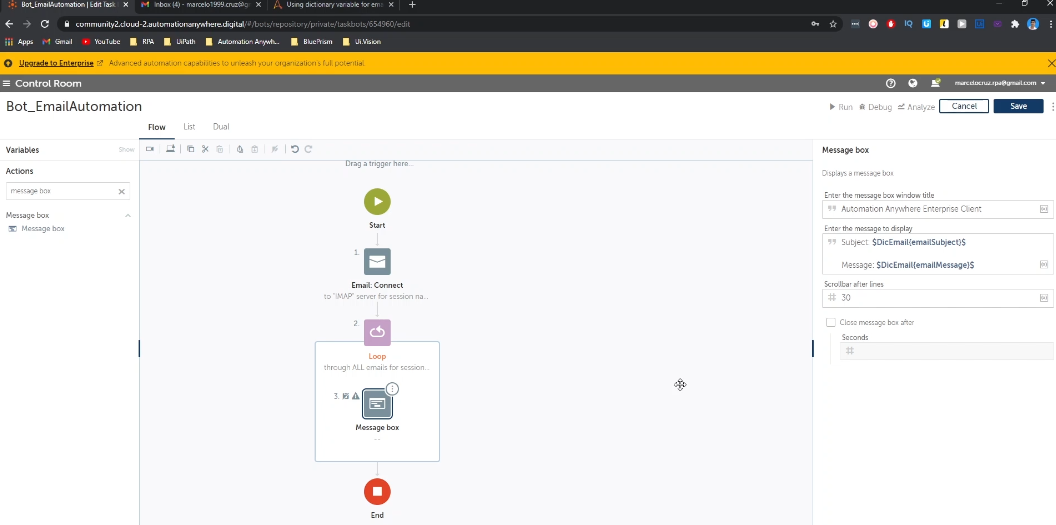 Bot_EmailAutomation | Edit Task
Inbox (4) - marcelo1999.cruz@g
Using dictionary variable for ema
community2.cloud-2.automationanywhere.digital/#/bots/repository/private/taskbots/654960/edit
Apps
Gmail
YouTube
RPA
UiPath
Automation Anywh...
BluePrism
Ui.Vision
Upgrade to Enterprise
Advanced automation capabilities to unleash your organization's full potential.
Control Room
marcelocruz.rpa@gmail.com
Bot_EmailAutomation
Run
Debug
Analyze
Cancel
Save
Flow
List
Dual
Variables
Show
Actions
message box
Message box
Message box
Drag a trigger here...
Start
1.
Email: Connect
to "IMAP" server for session na...
2.
Loop
through ALL emails for session...
3.
Message box
...
End
Message box
Displays a message box
Enter the message box window title
Automation Anywhere Enterprise Client
Enter the message to display
Subject: $DicEmail{emailSubject}$
Message: $DicEmail{emailMessage}$
Scrollbar after lines
# 30
Close message box after
Seconds
#